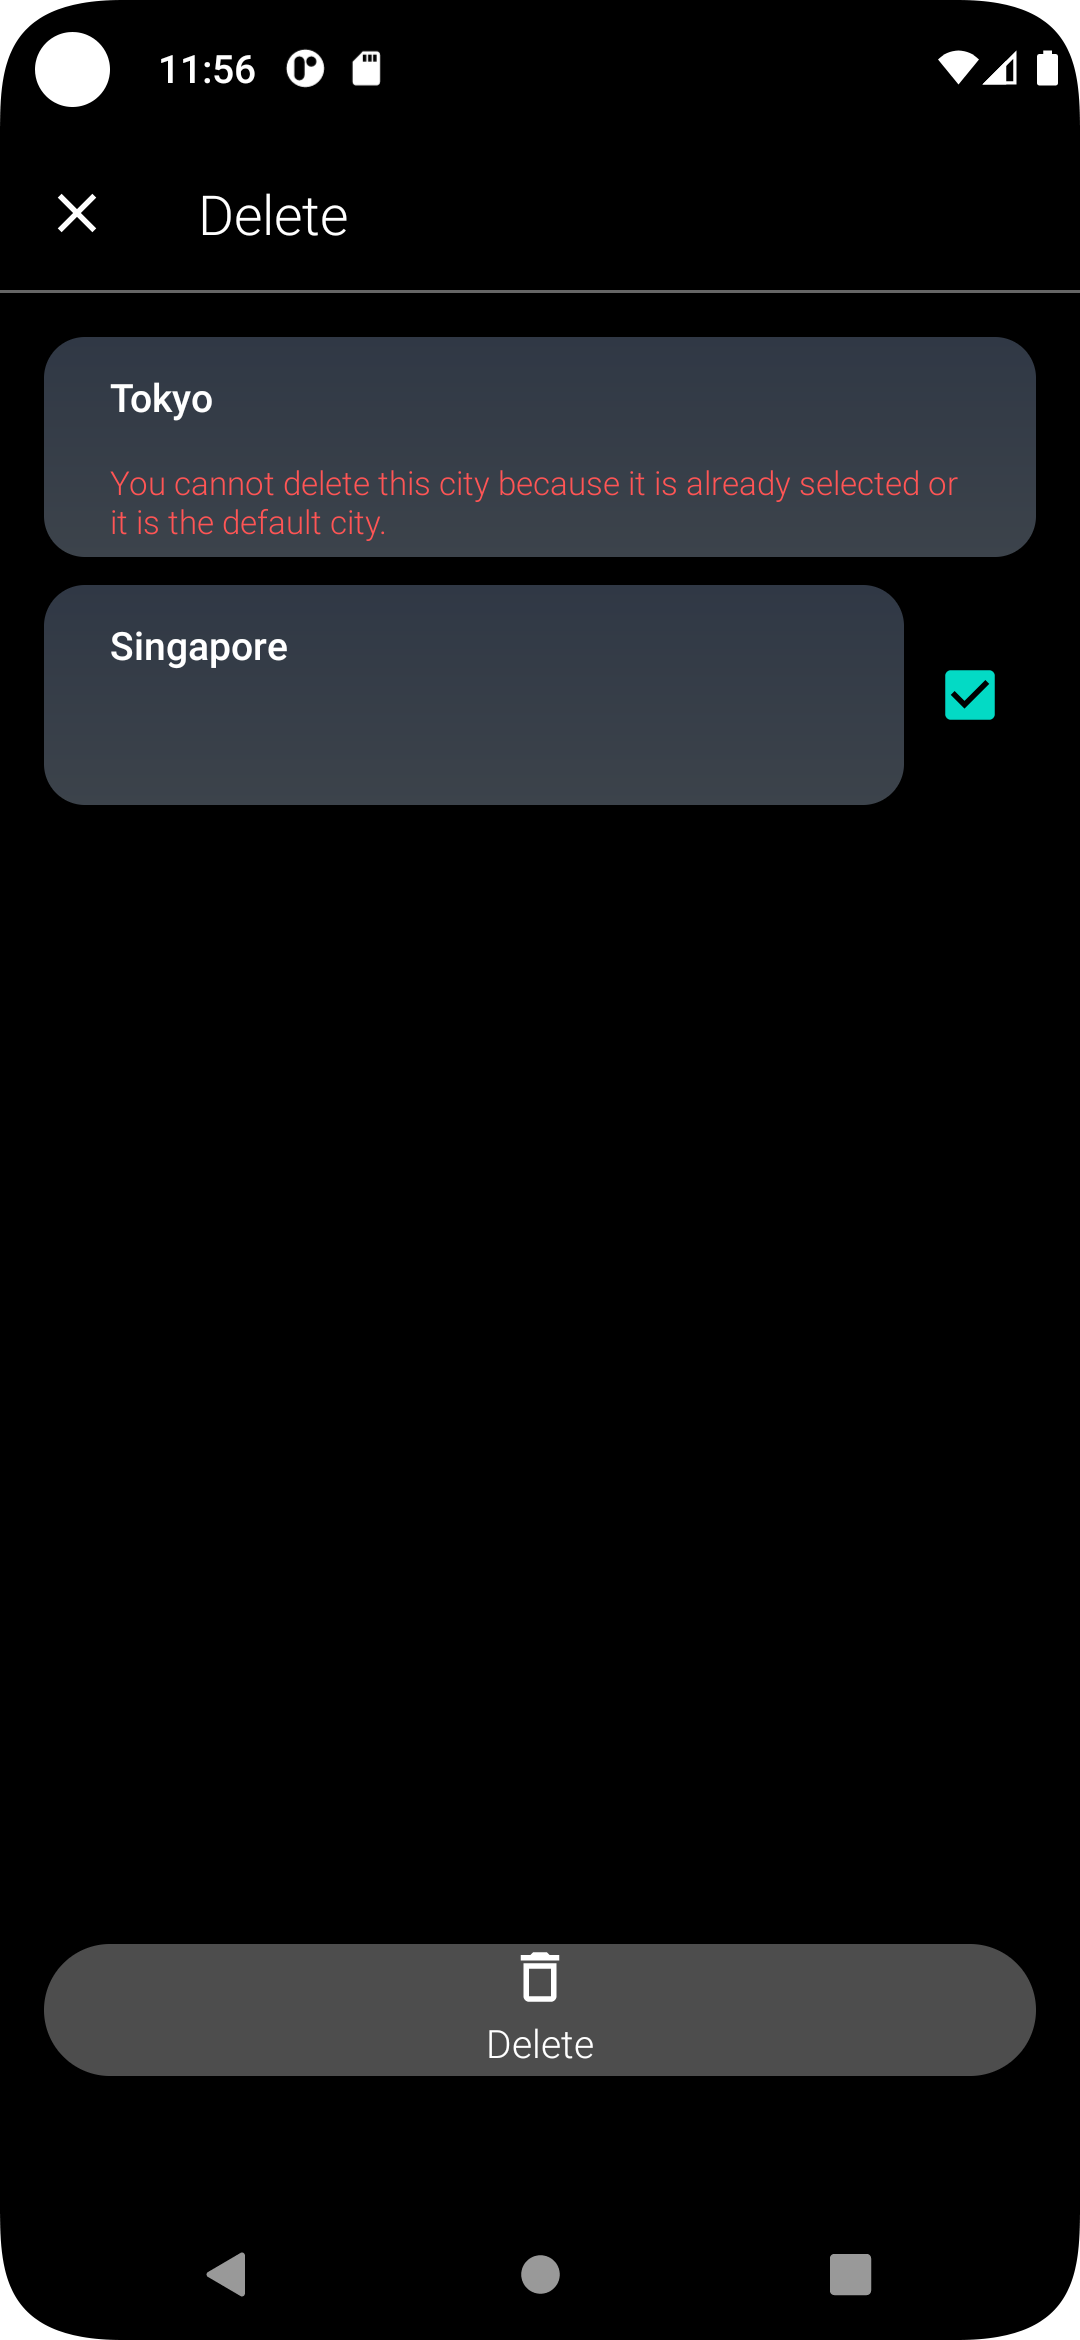 11:56
Delete
Tokyo
You cannot delete this city because it is already selected or
it is the default city.
Singapore
Delete